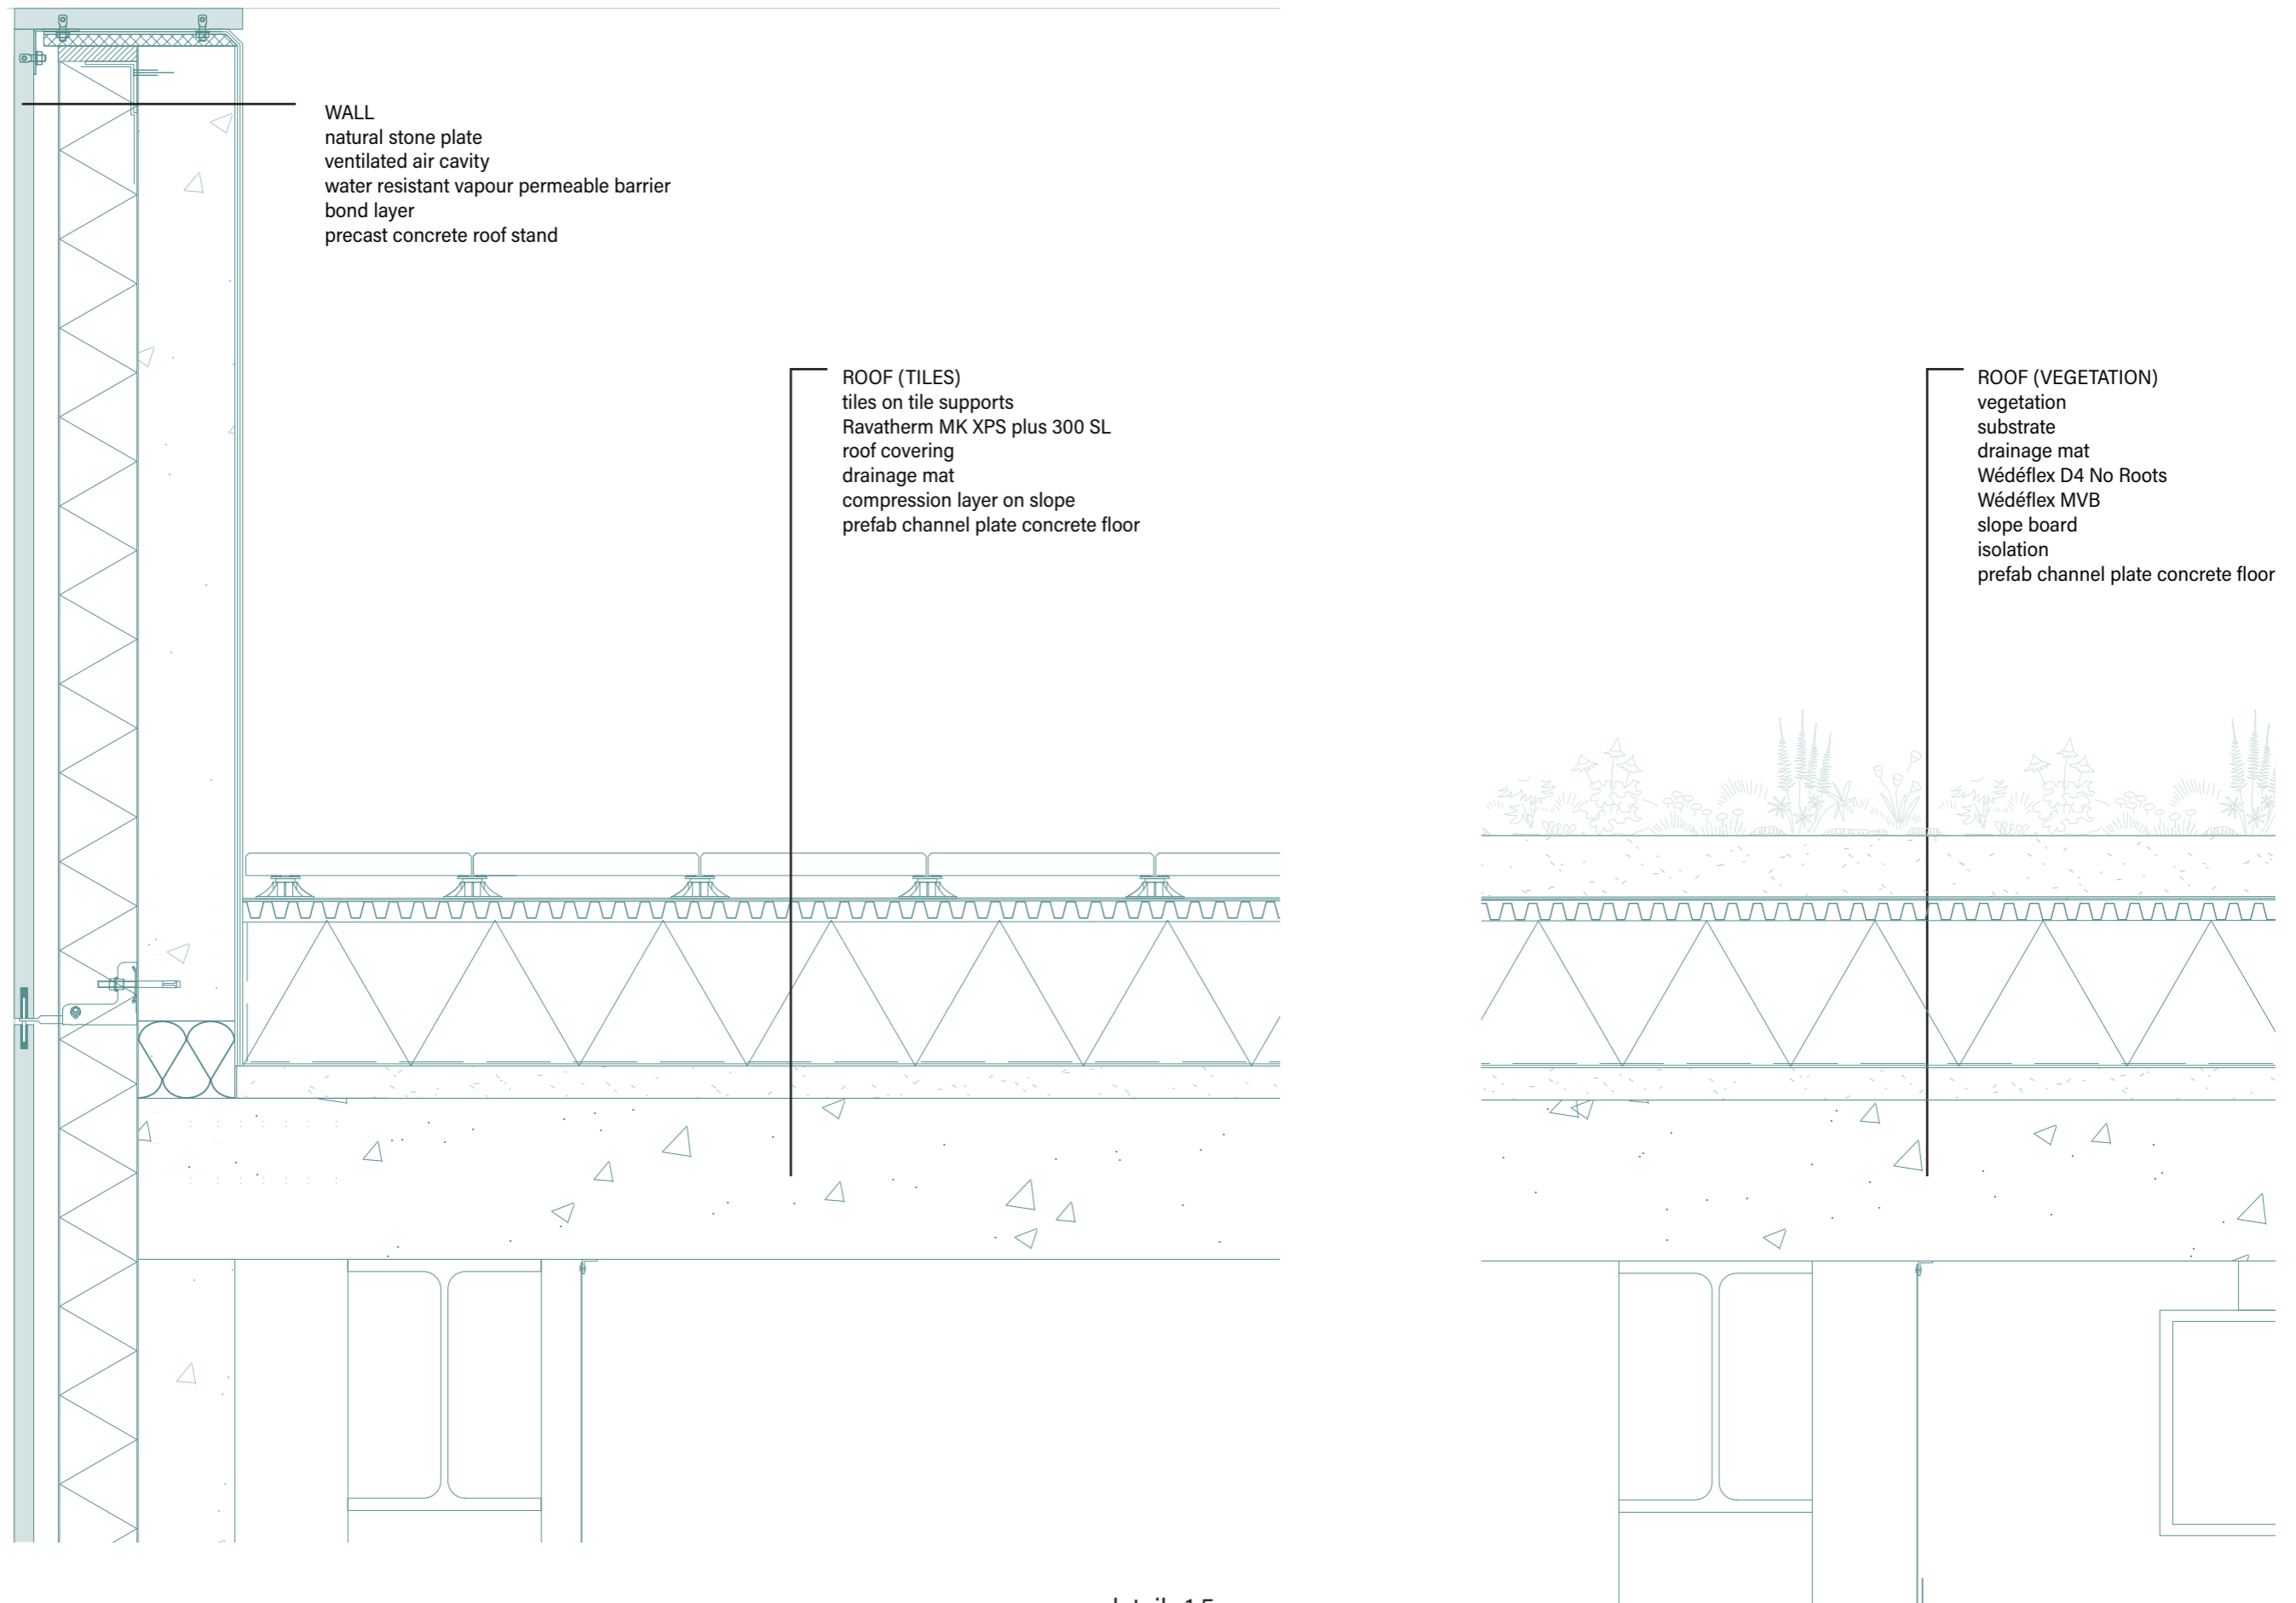 WALL
natural stone plate
ventilated air cavity
water resistant vapour permeable barrier
bond layer
precast concrete roof stand
ROOF (TILES)
tiles on tile supports
Ravatherm MK XPS plus 300 SL
roof covering
drainage mat
compression layer on slope
prefab channel plate concrete floor
ROOF (VEGETATION)
vegetation
substrate
drainage mat
Wédéflex D4 No Roots
Wédéflex MVB
slope board
isolation
prefab channel plate concrete floor